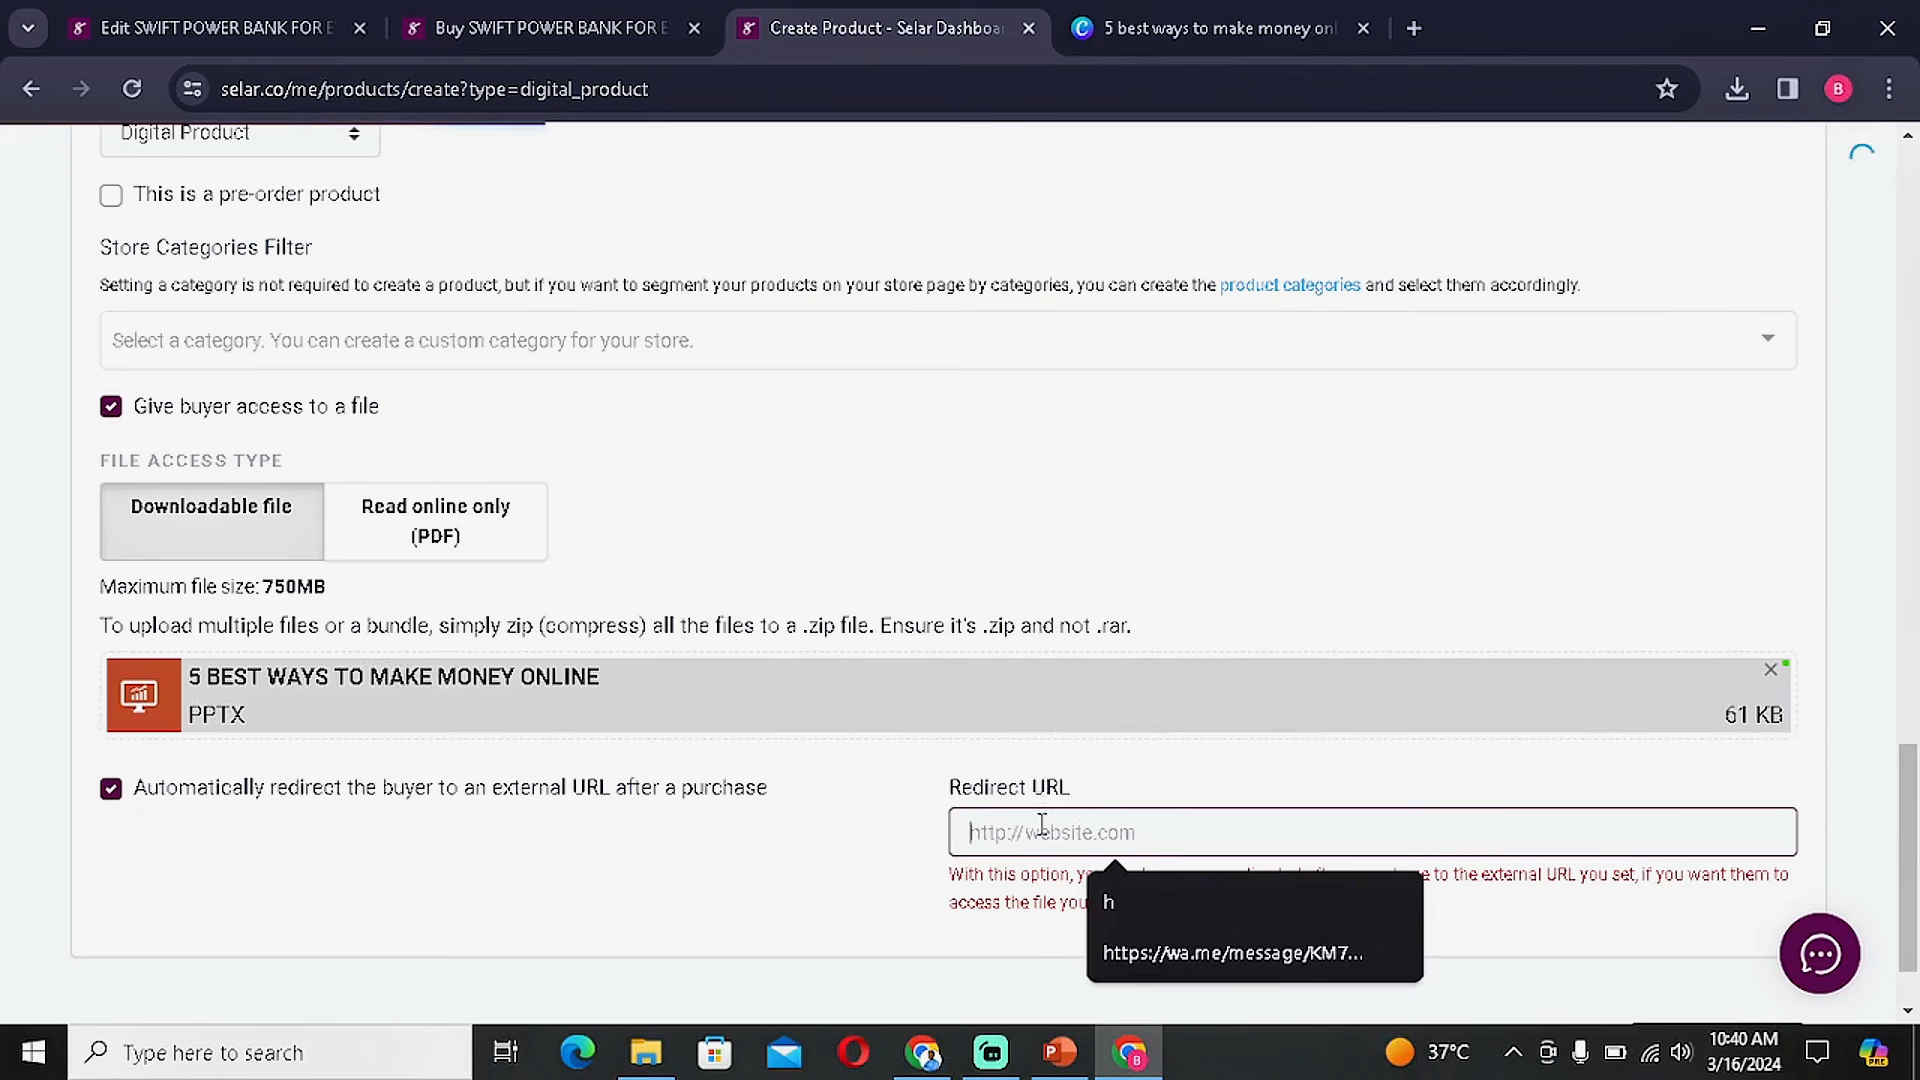 Edit SWIFT POWER BANK FOR E
Buy SWIFT POWER BANK FOR E
Create Product - Selar Dashboa
5 best ways to make money onl
selar.co/me/products/create?type=digital_product
B
Digital Product
This is a pre-order product
Store Categories Filter
Setting a category is not required to create a product, but if you want to segment your products on your store page by categories, you can create the product categories and select them accordingly.
Select a category. You can create a custom category for your store.
Give buyer access to a file
FILE ACCESS TYPE
Downloadable file
Read online only
(PDF)
Maximum file size: 750MB
To upload multiple files or a bundle, simply zip (compress) all the files to a .zip file. Ensure it's .zip and not .rar.
5 BEST WAYS TO MAKE MONEY ONLINE
PPTX
61 KB
Automatically redirect the buyer to an external URL after a purchase
Redirect URL
http://website.com
With this option, to the external URL you set, if you want them to
access the file you
h
https://wa.me/message/KM7...
Type here to search
37°C
10:40 AM
3/16/2024